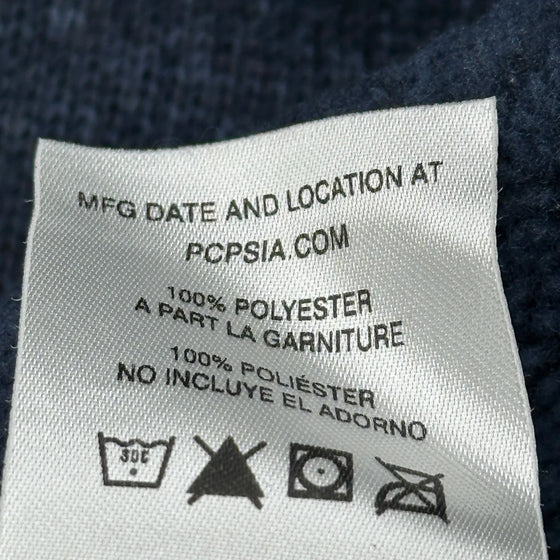 MFG DATE AND LOCATION AT
PCPSIA.COM
100% POLYESTER
A PART LA GARNITURE
100% POLIÉSTER
NO INCLUYE EL ADORNO
30C